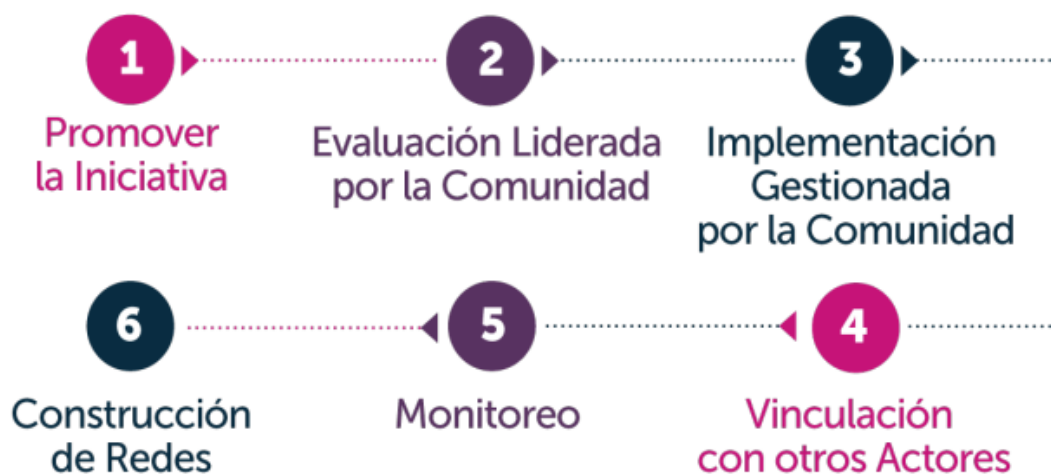 1
Promover
la Iniciativa
2
Evaluación Liderada
por la Comunidad
3
Implementación
Gestionada
por la Comunidad
4
Vinculación
con otros Actores
5
Monitoreo
6
Construcción
de Redes